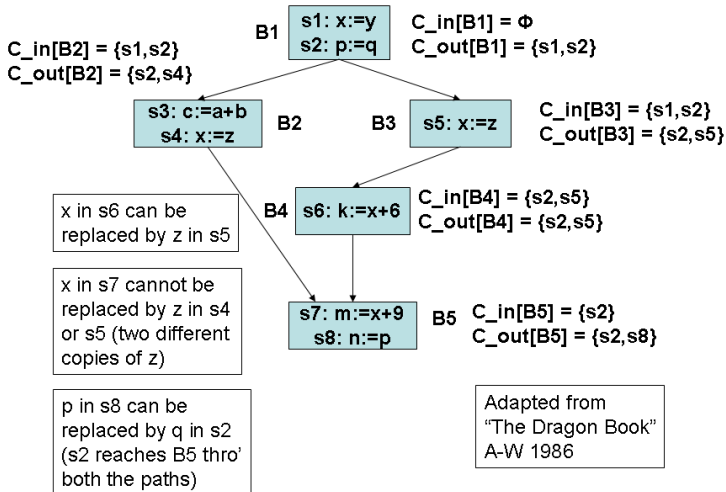 s1: x:=y
s2: p:=q
B1
C_in[B1] = Φ
C_out[B1] = {s1,s2}
C_in[B2] = {s1,s2}
C_out[B2] = {s2,s4}
s3: c:=a+b
s4: x:=z
B2
B3
s5: x:=z
C_in[B3] = {s1,s2}
C_out[B3] = {s2,s5}
x in s6 can be
replaced by z in s5
B4
s6: k:=x+6
C_in[B4] = {s2,s5}
C_out[B4] = {s2,s5}
x in s7 cannot be
replaced by z in s4
or s5 (two different
copies of z)
s7: m:=x+9
s8: n:=p
B5
C_in[B5] = {s2}
C_out[B5] = {s2,s8}
p in s8 can be
replaced by q in s2
(s2 reaches B5 thro'
both the paths)
Adapted from
“The Dragon Book”
A-W 1986